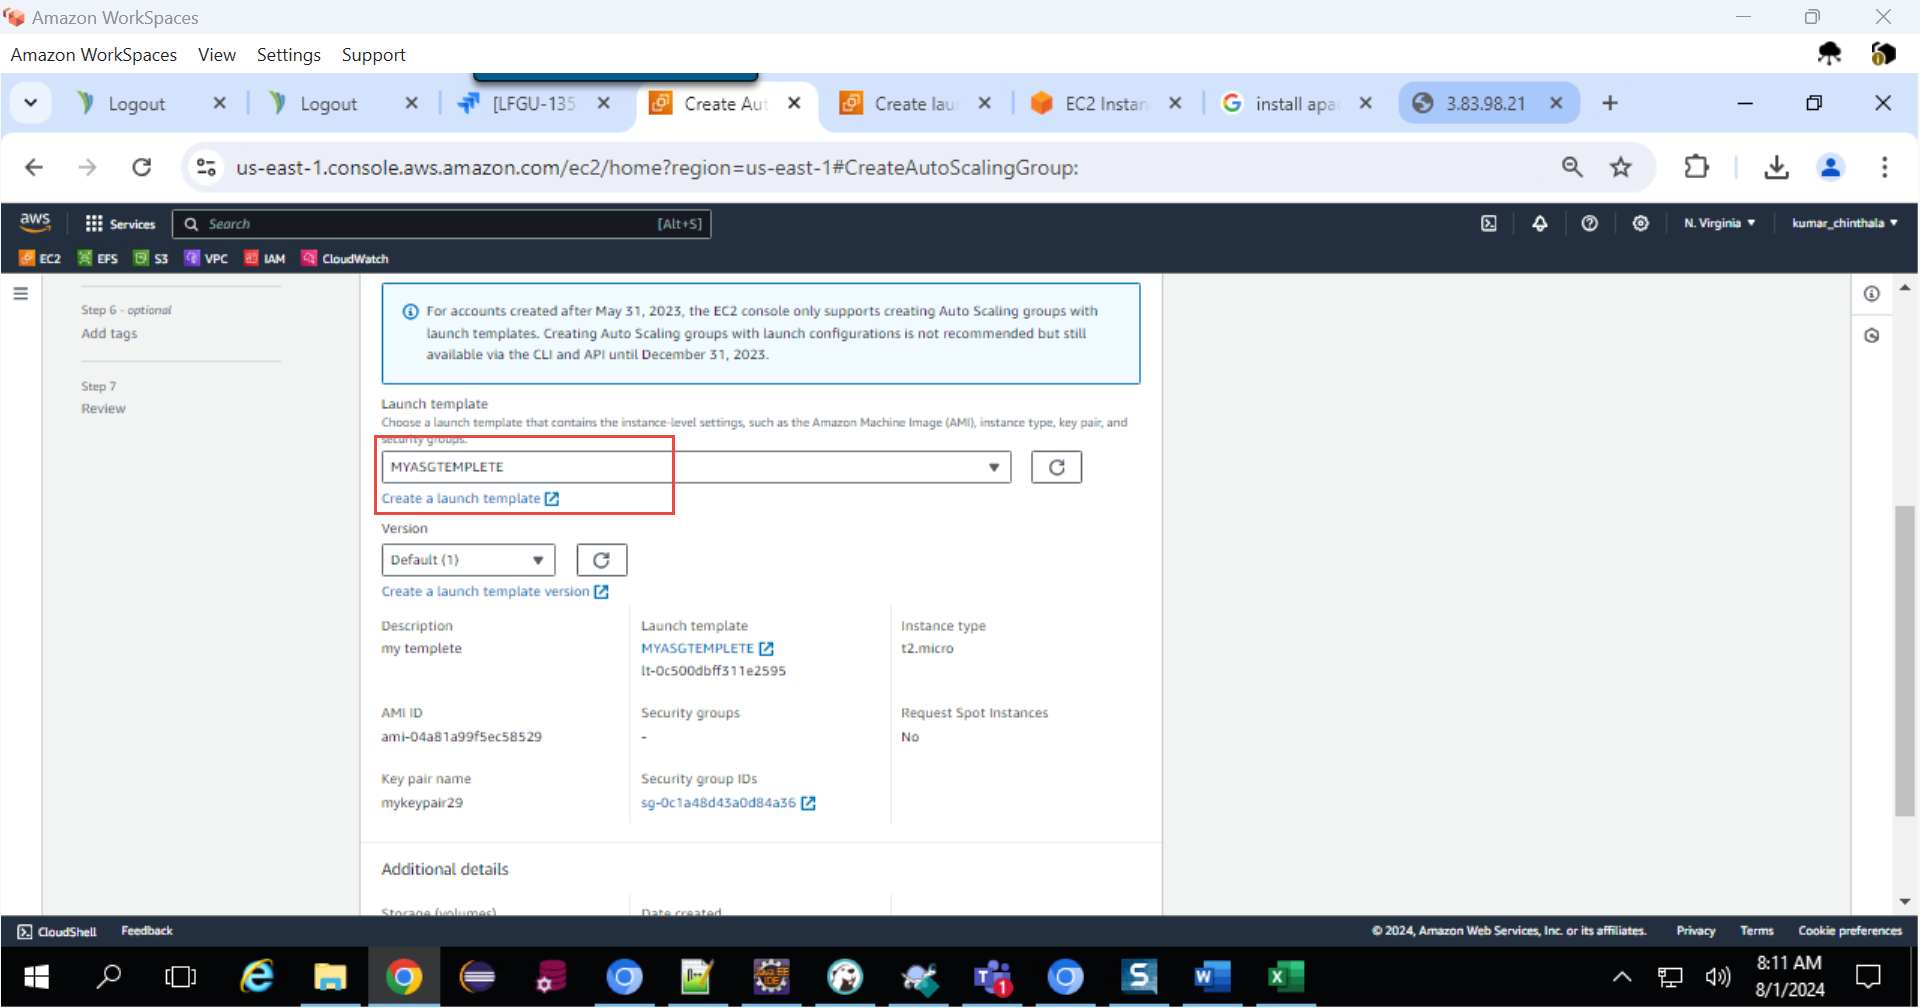 Amazon WorkSpaces
Amazon WorkSpaces View Settings Support
Logout Logout [LFGU-135 Create Aut Create lau EC2 Instan install apa 3.83.98.21
us-east-1.console.aws.amazon.com/ec2/home?region=us-east-1#CreateAutoScalingGroup:
aws Services Search [Alt+S] N. Virginia kumar_chinthala
EC2 EFS S3 VPC IAM CloudWatch
Step 6 - optional
Add tags
Step 7
Review
For accounts created after May 31, 2023, the EC2 console only supports creating Auto Scaling groups with
launch templates. Creating Auto Scaling groups with launch configurations is not recommended but still
available via the CLI and API until December 31, 2023.
Launch template
Choose a launch template that contains the instance-level settings, such as the Amazon Machine Image (AMI), instance type, key pair, and
security groups.
MYASGTEMPLETE
Create a launch template
Version
Default (1)
Create a launch template version
Description
my templete
Launch template
MYASGTEMPLETE
lt-0c500dbff311e2595
Instance type
t2.micro
AMI ID
ami-04a81a99f5ec58529
Security groups
-
Request Spot Instances
No
Key pair name
mykeypair29
Security group IDs
sg-0c1a48d43a0d84a36
Additional details
Storage (volumes)
Date created
CloudShell Feedback © 2024, Amazon Web Services, Inc. or its affiliates. Privacy Terms Cookie preferences
8:11 AM
8/1/2024